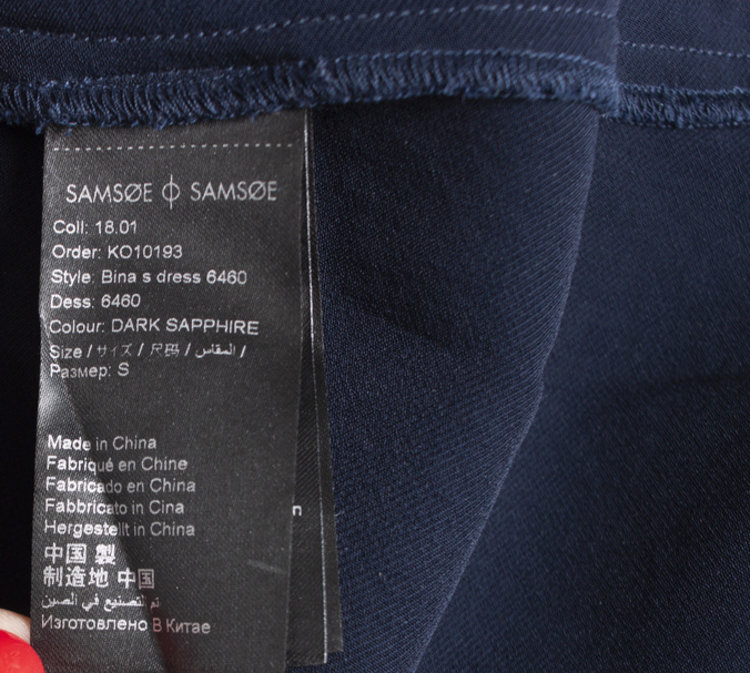 SAMSØE ϕ SAMSØE
Coll: 18.01
Order: KO10193
Style: Bina s dress 6460
Dess: 6460
Colour: DARK SAPPHIRE
Size / サイズ / 尺码 / المقاس /
Размер: S
Made in China
Fabriqué en Chine
Fabricado en China
Fabbricato in Cina
Hergestellt in China
中国 製
制造地 中国
تم التصنيع في الصين
Изготовлено В Китае
n